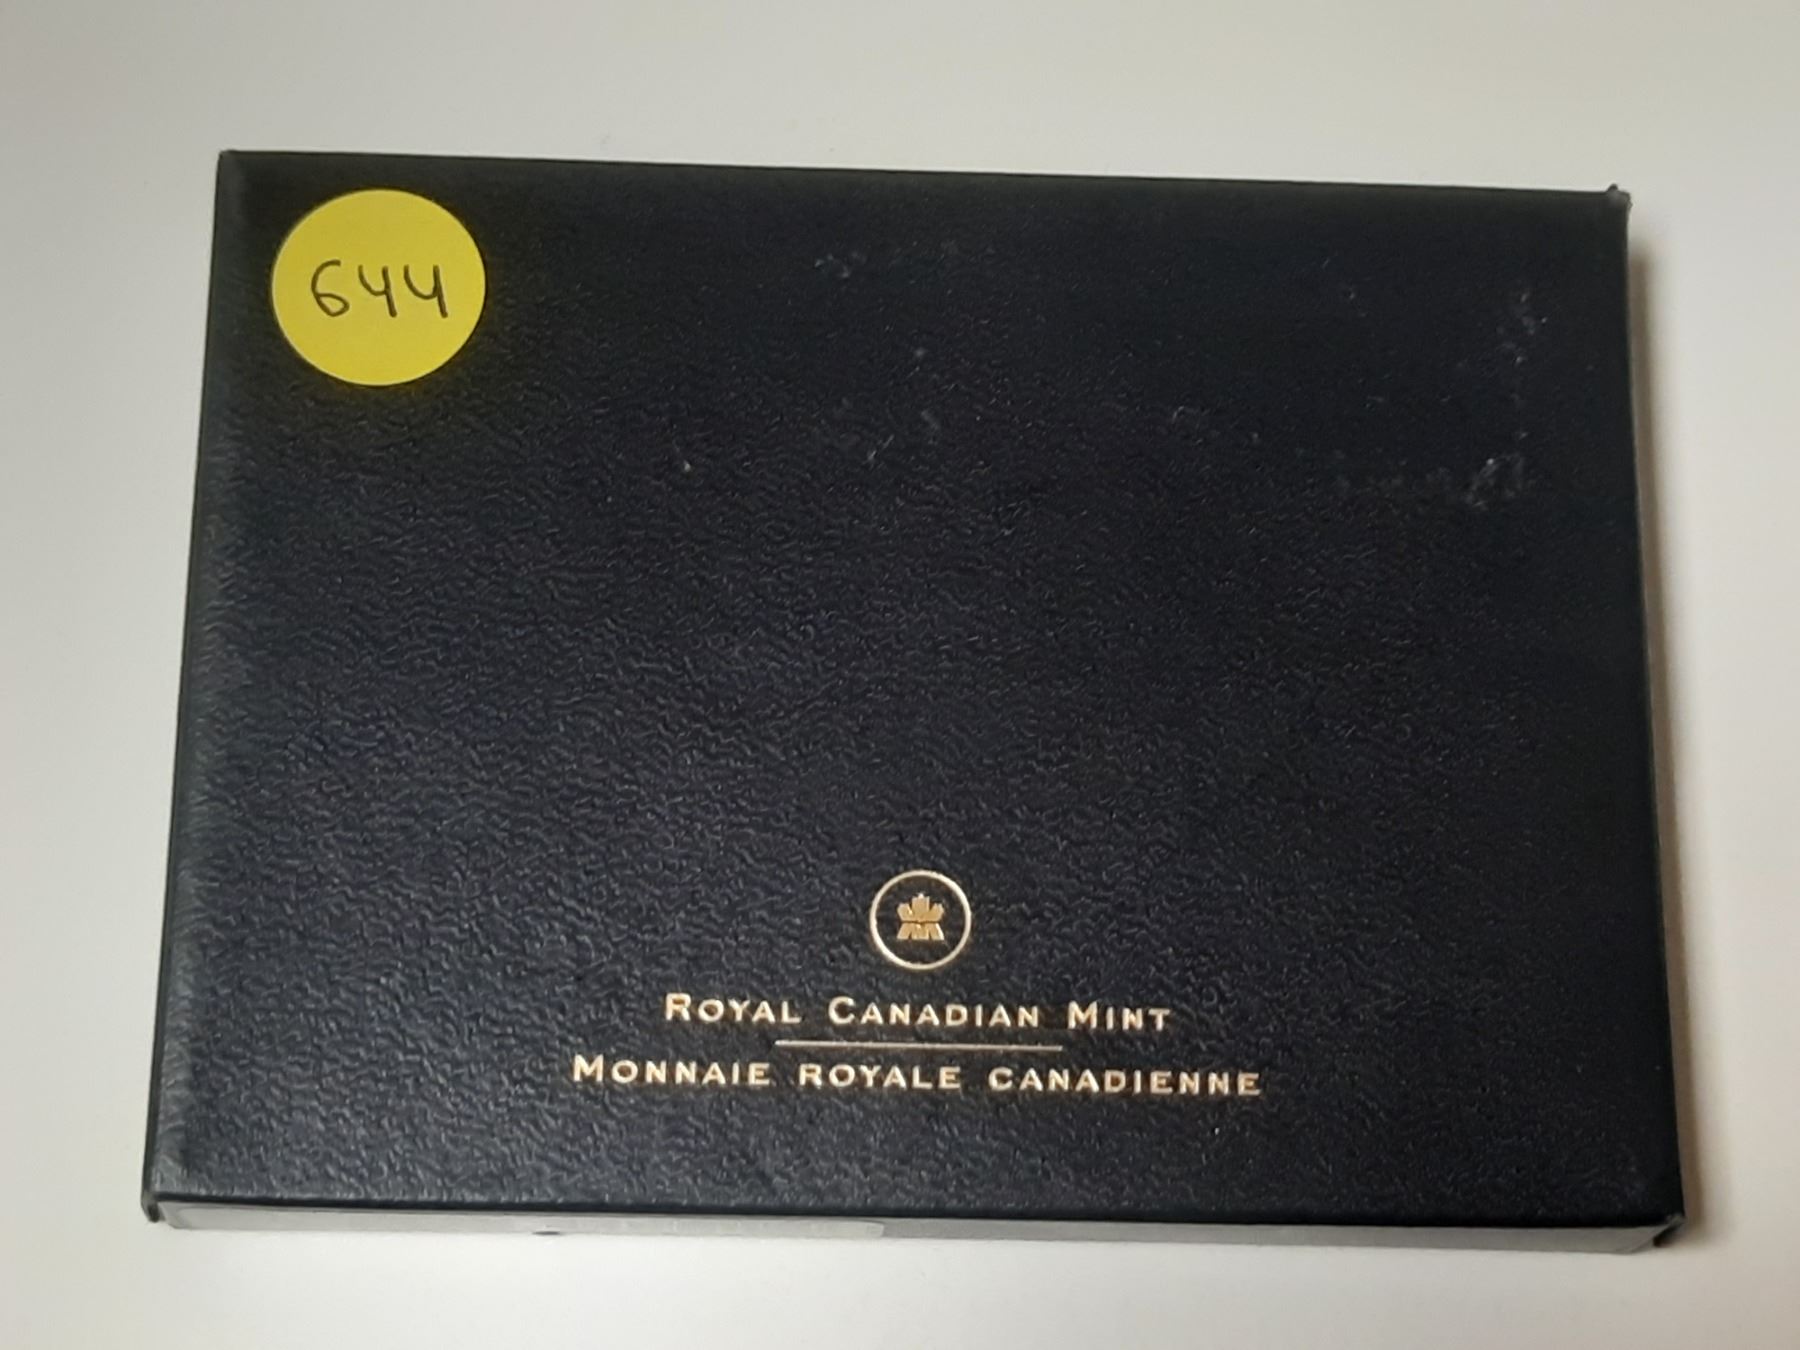 644
ROYAL CANADIAN MINT
MONNAIE ROYALE CANADIENNE